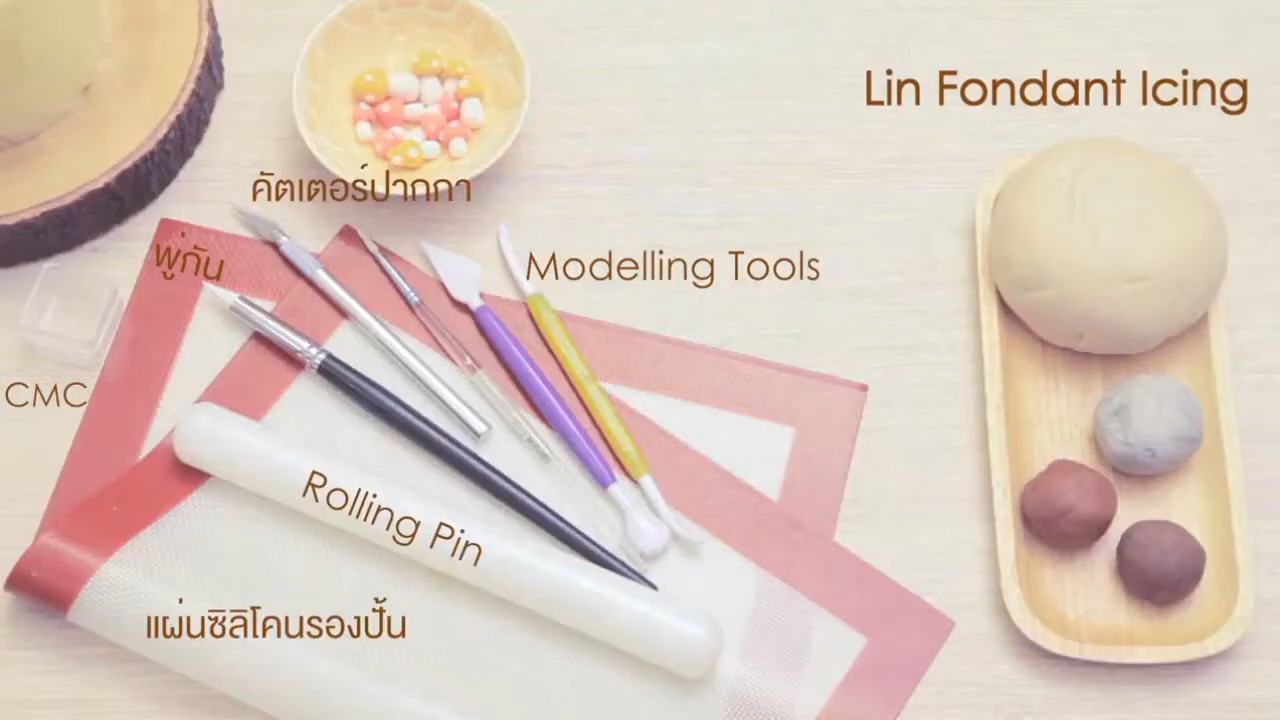 Lin Fondant Icing
คัตเตอร์ปากกา
พู่กัน
Modelling Tools
CMC
Rolling Pin
แผ่นซิลิโคนรองปั้น